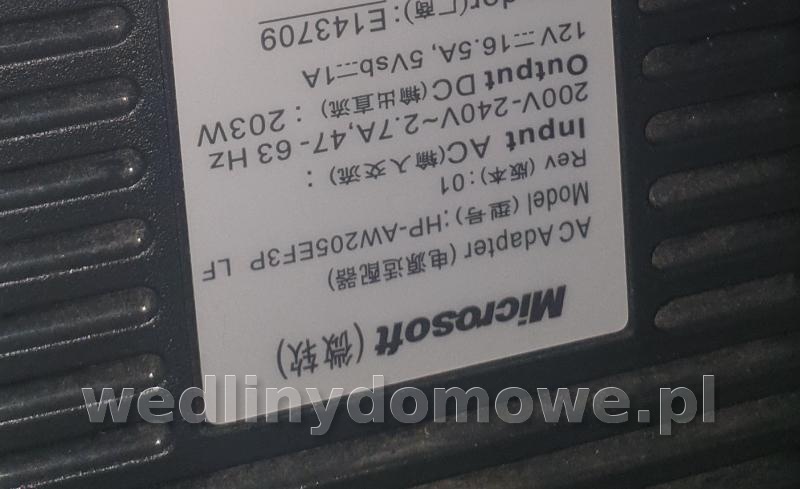 Microsoft (微软)
AC Adapter (电源适配器)
Model (型号):HP-AW205EF3P LF
Rev (版本):01
Input AC(输入交流) :
200V-240V~2.7A,47-63 Hz
Output DC(输出直流) : 203W
12V⎓16.5A, 5Vsb⎓1A
(厂商):E143709
wedlinydomowe.pl